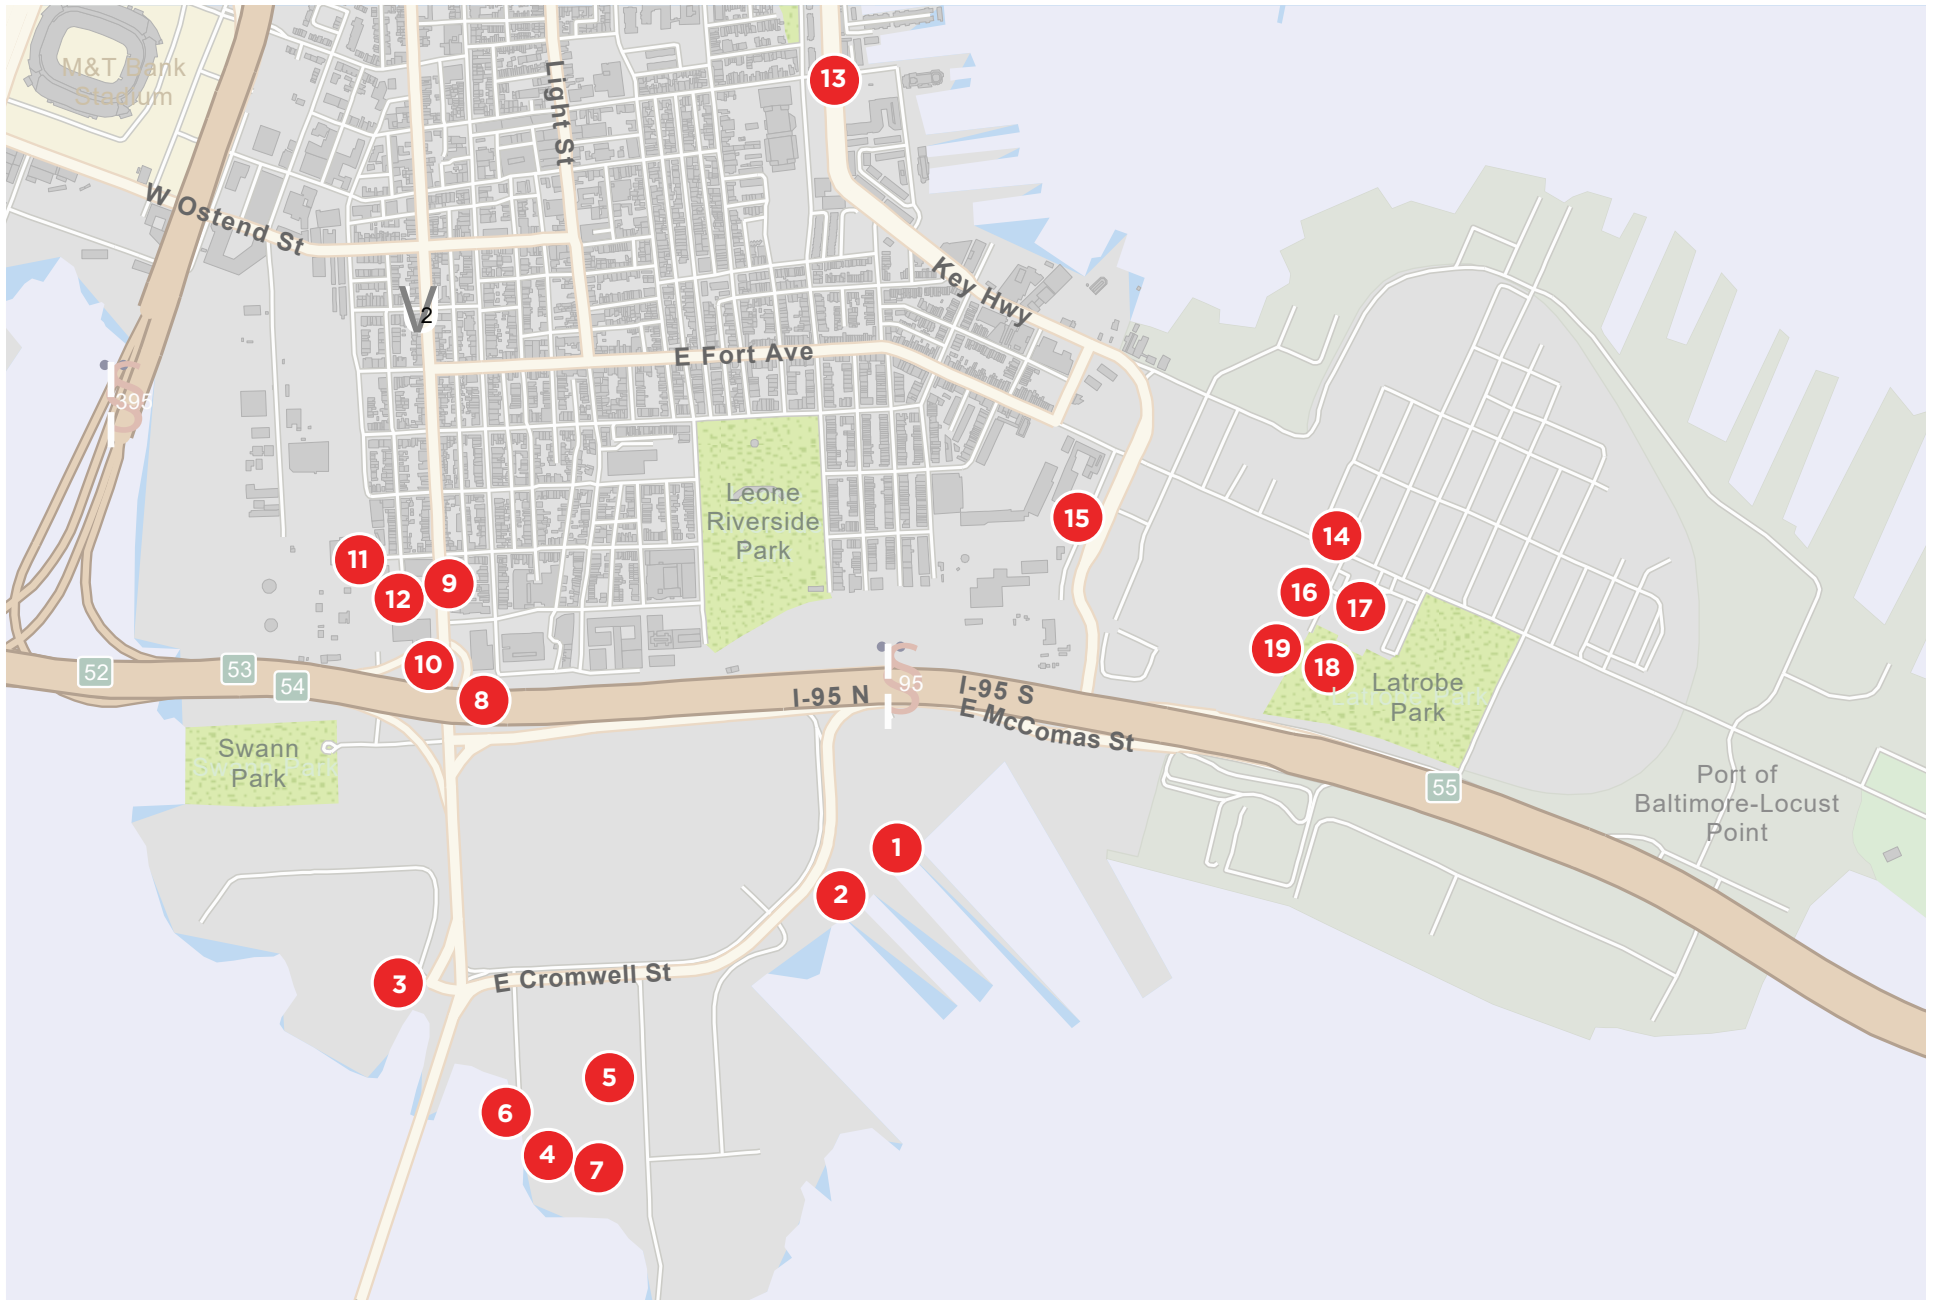 M&T Bank
Stadium
Light St
13
W Ostend St
Key Hwy
2
E Fort Ave
395
Leone
Riverside
Park
15
14
11
9
12
16
17
10
19
18
52
53
54
8
95
I-95 N
I-95 S
E McComas St
Latrobe
Park
Swann
Park
55
Port of
Baltimore-Locust
Point
1
2
3
E Cromwell St
5
6
4
7